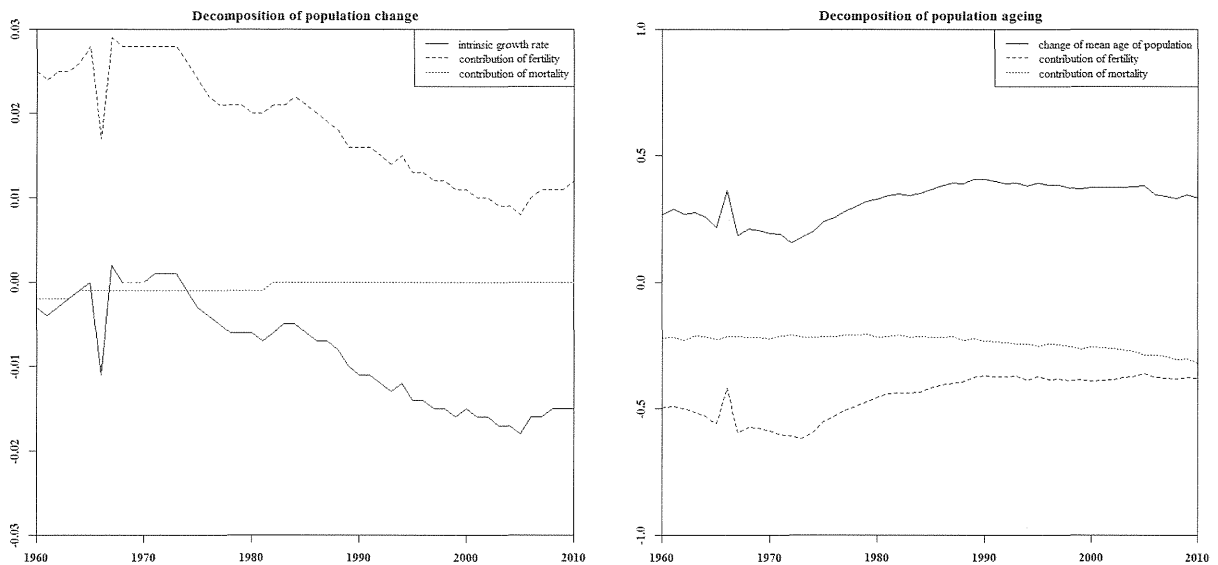 Decomposition of population change
0.03
0.02
0.01
0.00
-0.01
-0.02
-0.03
intrinsic growth rate
contribution of fertility
contribution of mortality
1960 1970 1980 1990 2000 2010
Decomposition of population ageing
1.0
0.5
0.0
-0.5
-1.0
change of mean age of population
contribution of fertility
contribution of mortality
1960 1970 1980 1990 2000 2010